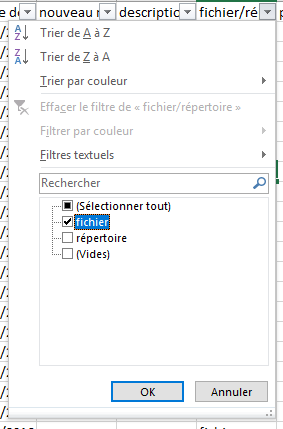 nouveau descriptio fichier/ré
Trier de A à Z
Trier de Z à A
Trier par couleur
Effacer le filtre de « fichier/répertoire »
Filtrer par couleur
Filtres textuels
Rechercher
(Sélectionner tout)
fichier
répertoire
(Vides)
OK Annuler